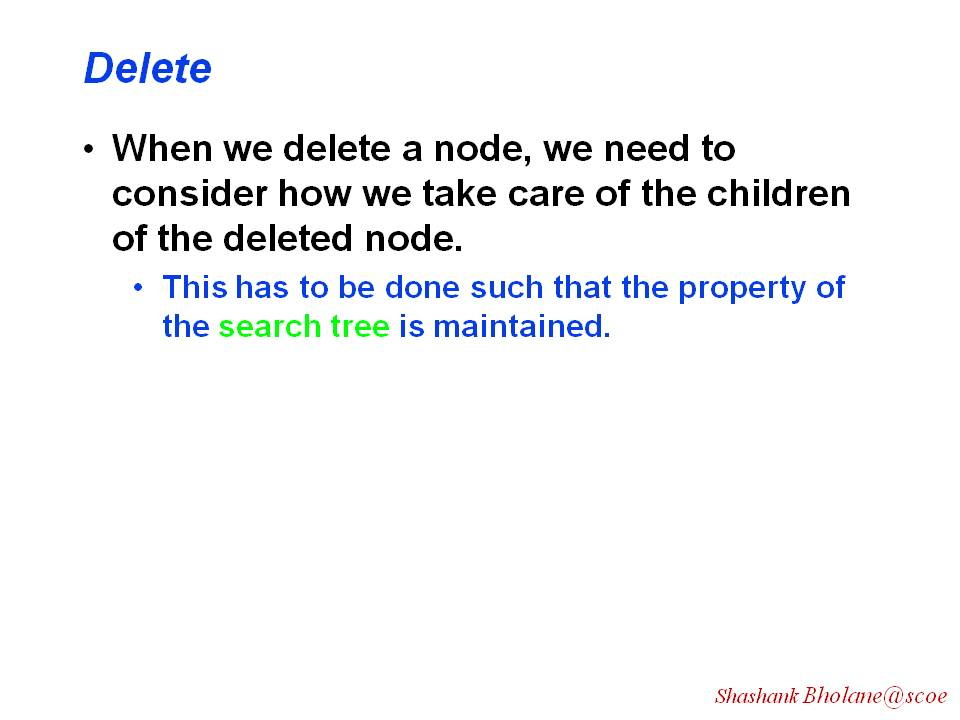 Delete
• When we delete a node, we need to
consider how we take care of the children
of the deleted node.
• This has to be done such that the property of
the search tree is maintained.
Shashank Bholane@scoe